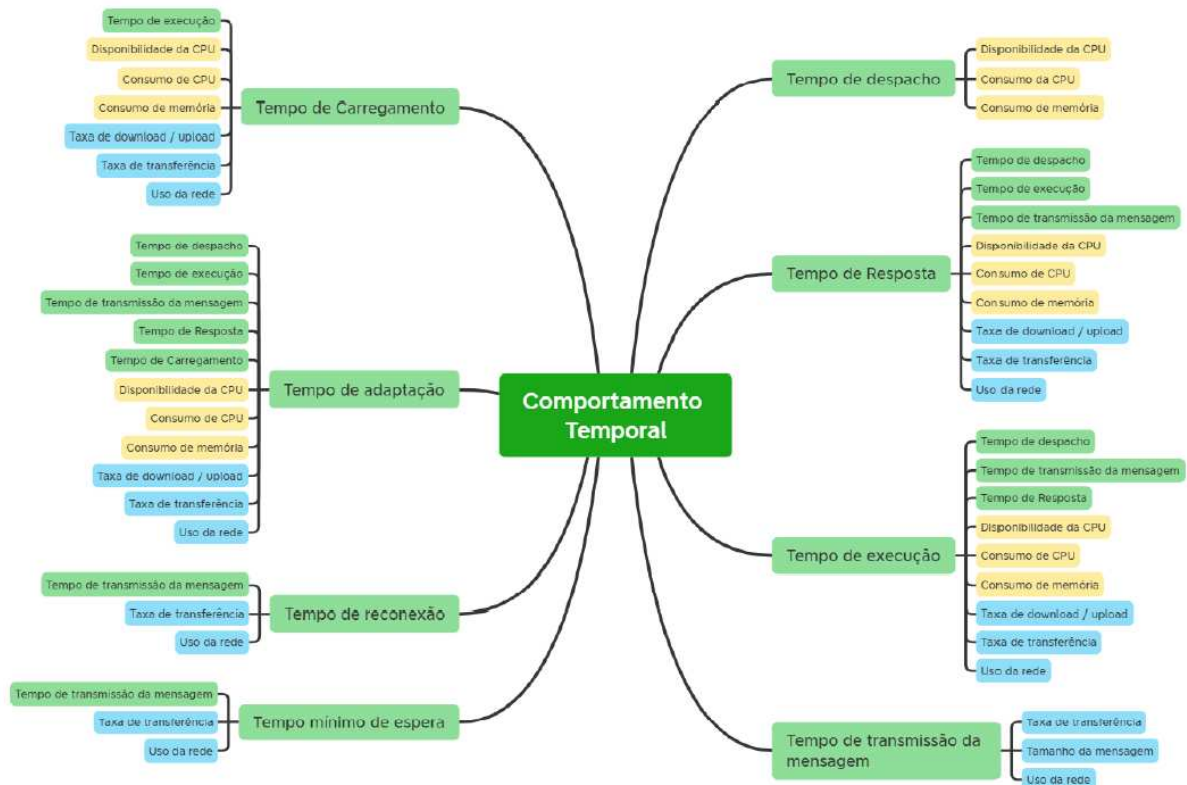 Tempo de execução
Disponibilidade da CPU
Consumo de CPU
Consumo de memória
Taxa de download / upload
Taxa de transferência
Uso da rede
Tempo de Carregamento
Tempo de despacho
Tempo de execução
Tempo de transmissão da mensagem
Tempo de Resposta
Tempo de Carregamento
Disponibilidade da CPU
Consumo de CPU
Consumo de memória
Taxa de download / upload
Taxa de transferência
Uso da rede
Tempo de adaptação
Tempo de transmissão da mensagem
Taxa de transferência
Uso da rede
Tempo de reconexão
Tempo de transmissão da mensagem
Taxa de transferência
Uso da rede
Tempo mínimo de espera
Comportamento
Temporal
Tempo de despacho
Disponibilidade da CPU
Consumo da CPU
Consumo de memória
Tempo de Resposta
Tempo de despacho
Tempo de execução
Tempo de transmissão da mensagem
Disponibilidade da CPU
Consumo de CPU
Consumo de memória
Taxa de download / upload
Taxa de transferência
Uso da rede
Tempo de execução
Tempo de despacho
Tempo de transmissão da mensagem
Tempo de Resposta
Disponibilidade da CPU
Consumo de CPU
Consumo de memória
Taxa de download / upload
Taxa de transferência
Uso da rede
Tempo de transmissão da
mensagem
Taxa de transferência
Tamanho da mensagem
Uso da rede